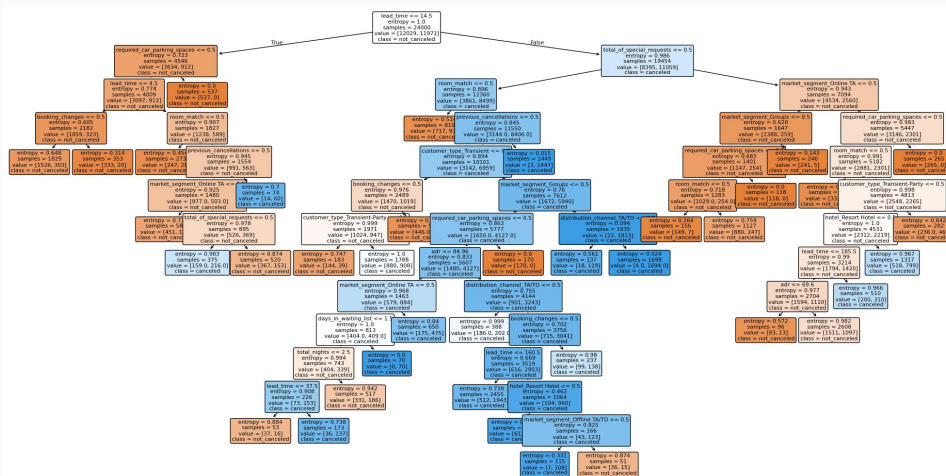 lead_time <= 14.5
entropy = 1.0
samples = 24000
value = [12029, 11971]
class = not_canceled
True
False
required_car_parking_spaces <= 0.5
entropy = 0.723
samples = 4546
value = [3634, 912]
class = not_canceled
total_of_special_requests <= 0.5
entropy = 0.986
samples = 19454
value = [8395, 11059]
class = canceled
lead_time <= 4.5
entropy = 0.774
samples = 4009
value = [3097, 912]
class = not_canceled
entropy = 0.0
samples = 537
value = [537, 0]
class = not_canceled
room_match <= 0.5
entropy = 0.896
samples = 12360
value = [3861, 8499]
class = canceled
market_segment_Online TA <= 0.5
entropy = 0.943
samples = 7094
value = [4534, 2560]
class = not_canceled
booking_changes <= 0.5
entropy = 0.605
samples = 2182
value = [1859, 323]
class = not_canceled
room_match <= 0.5
entropy = 0.907
samples = 1827
value = [1238, 589]
class = not_canceled
previous_cancellations <= 0.5
entropy = 0.845
samples = 11550
value = [3144.0, 8406.0]
class = canceled
market_segment_Groups <= 0.5
entropy = 0.628
samples = 1647
value = [1388, 259]
class = not_canceled
required_car_parking_spaces <= 0.5
entropy = 0.983
samples = 5447
value = [3146, 2301]
class = not_canceled
entropy = 0.648
samples = 1829
value = [1526, 303]
class = not_canceled
entropy = 0.314
samples = 353
value = [333, 20]
class = not_canceled
previous_cancellations <= 0.5
entropy = 0.945
samples = 1554
value = [991, 563]
class = not_canceled
customer_type_Transient <=
entropy = 0.894
samples = 10101
value = [3142, 6959]
class = canceled
entropy = 0.015
samples = 1449
value = [2, 1447]
class = canceled
required_car_parking_spaces
entropy = 0.683
samples = 1401
value = [1147, 254]
class = not_canceled
entropy = 0.143
samples = 246
value = [241, 5]
class = not_canceled
room_match <= 0.5
entropy = 0.991
samples = 5182
value = [2881, 2301]
class = not_canceled
market_segment_Online TA <= 0.5
entropy = 0.925
samples = 1480
value = [977.0, 503.0]
class = not_canceled
entropy = 0.7
samples = 74
value = [14, 60]
class = canceled
booking_changes <= 0.5
entropy = 0.976
samples = 2489
value = [1470, 1019]
class = not_canceled
market_segment_Groups <= 0.5
entropy = 0.76
samples = 7612
value = [1672, 5940]
class = canceled
room_match <= 0.5
entropy = 0.718
samples = 1283
value = [1029.0, 254.0]
class = not_canceled
entropy = 0.0
samples = 118
value = [118, 0]
class = not_canceled
customer_type_Transient <= 0.5
entropy = 0.998
samples = 4813
value = [2548, 2265]
class = not_canceled
total_of_special_requests <= 0.5
entropy = 0.978
samples = 895
value = [526, 369]
class = not_canceled
customer_type_Transient-Party
entropy = 0.999
samples = 1971
value = [1024, 947]
class = not_canceled
required_car_parking_spaces <= 0.5
entropy = 0.863
samples = 5777
value = [1650.0, 4127.0]
class = canceled
distribution_channel_TA/TO <= 0.5
entropy = 0.094
samples = 1835
value = [22, 1813]
class = canceled
entropy = 0.264
samples = 156
value = [149, 7]
class = not_canceled
entropy = 0.759
samples = 1127
value = [880, 247]
class = not_canceled
hotel_Resort Hotel <= 0.5
entropy = 1.0
samples = 4531
value = [2312, 2219]
class = not_canceled
entropy = 0.983
samples = 375
value = [159.0, 216.0]
class = canceled
entropy = 0.874
samples = 520
value = [367, 153]
class = not_canceled
entropy = 0.747
samples = 183
value = [144, 39]
class = not_canceled
entropy = 1.0
samples = 1788
value = [880, 908]
class = canceled
adr <= 84.96
entropy = 0.833
samples = 5607
value = [1480, 4127]
class = canceled
entropy = 0.0
samples = 170
value = [170, 0]
class = not_canceled
entropy = 0.561
samples = 137
value = [18, 119]
class = canceled
entropy = 0.024
samples = 1698
class = canceled
lead_time <= 185.5
entropy = 0.99
samples = 3214
value = [1794, 1420]
class = not_canceled
entropy = 0.967
samples = 1317
value = [518, 799]
class = canceled
market_segment_Online TA <= 0.5
entropy = 0.968
samples = 1463
value = [579, 884]
class = canceled
distribution_channel_TA/TO <= 0.5
entropy = 0.755
samples = 4144
value = [901, 3243]
class = canceled
adr <= 69.6
entropy = 0.977
samples = 2704
value = [1594, 1110]
class = not_canceled
entropy = 0.966
samples = 510
value = [200, 310]
class = canceled
days_in_waiting_list <=
entropy = 1.0
samples = 813
value = [404.0, 409.0]
class = canceled
entropy = 0.84
samples = 650
value = [175, 475]
class = canceled
entropy = 0.999
samples = 388
class = canceled
booking_changes <= 0.5
entropy = 0.702
samples = 3756
value = [715, 3041]
class = canceled
entropy = 0.572
samples = 96
value = [83, 13]
class = not_canceled
entropy = 0.982
samples = 2608
value = [1511, 1097]
class = not_canceled
total_nights <= 2.5
entropy = 0.994
samples = 743
value = [404, 339]
class = not_canceled
entropy = 0.0
samples = 70
value = [0, 70]
class = canceled
lead_time <= 160.5
entropy = 0.669
samples = 3519
value = [616, 2903]
class = canceled
entropy = 0.98
samples = 237
value = [99, 138]
class = canceled
lead_time <= 37.5
entropy = 0.908
samples = 226
value = [73, 153]
class = canceled
entropy = 0.942
samples = 517
value = [331, 186]
class = not_canceled
entropy = 0.739
samples = 2455
value = [512, 1943]
class = canceled
hotel_Resort Hotel <= 0.5
entropy = 0.462
samples = 1064
value = [104, 960]
class = canceled
entropy = 0.884
samples = 53
value = [37, 16]
class = not_canceled
entropy = 0.738
samples = 173
value = [36, 137]
class = canceled
market_segment_Offline TA/TO <= 0.5
entropy = 0.825
samples = 166
value = [43, 123]
class = canceled
entropy = 0.331
samples = 115
value = [7, 108]
class = canceled
entropy = 0.874
samples = 51
value = [36, 15]
class = not_canceled